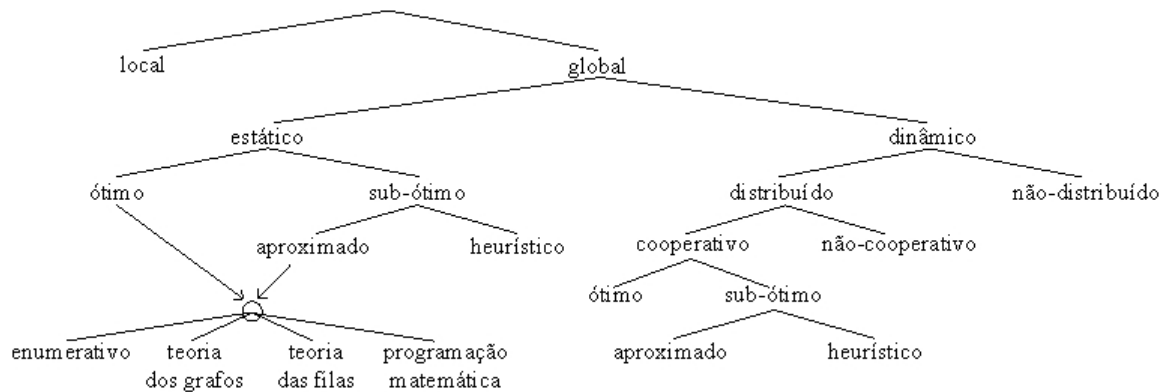 local
global
estático
dinâmico
ótimo
sub-ótimo
distribuído
não-distribuído
aproximado
heurístico
cooperativo
não-cooperativo
ótimo
sub-ótimo
enumerativo
teoria
dos grafos
teoria
das filas
programação
matemática
aproximado
heurístico